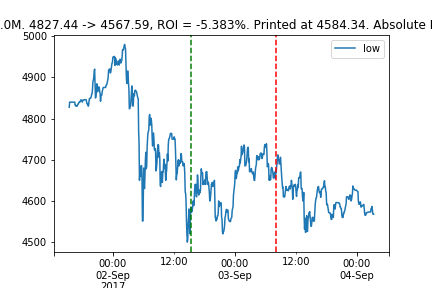 .0M. 4827.44 -> 4567.59, ROI = -5.383%. Printed at 4584.34. Absolute
5000
low
4900
4800
4700
4600
4500
00:00 12:00 00:00 12:00 00:00
02-Sep 03-Sep 04-Sep
2017